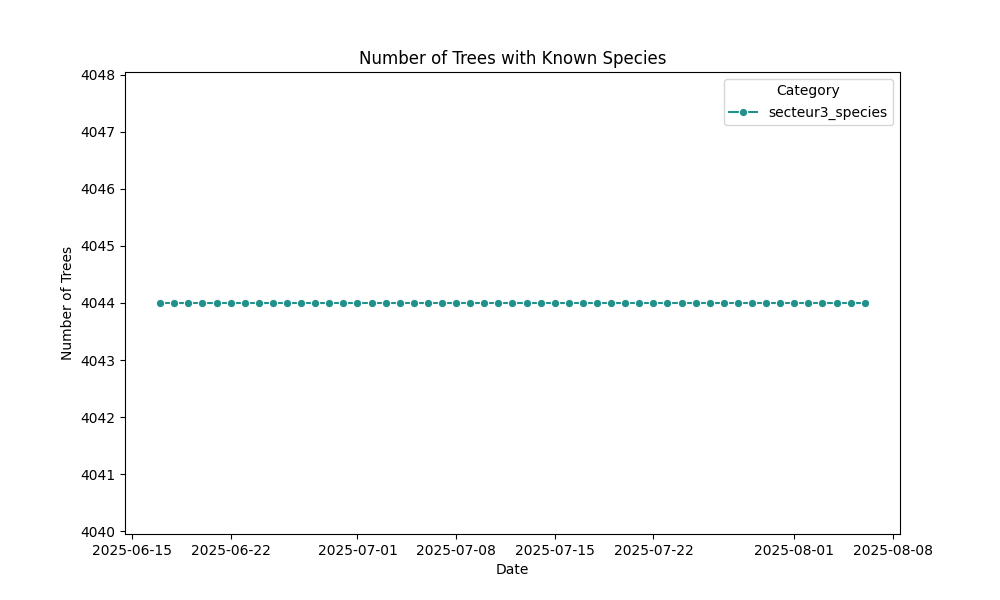 Number of Trees with Known Species
Category
secteur3_species
4048
4047
4046
4045
4044
4043
4042
4041
4040
Number of Trees
2025-06-15 2025-06-22 2025-07-01 2025-07-08 2025-07-15 2025-07-22 2025-08-01 2025-08-08
Date